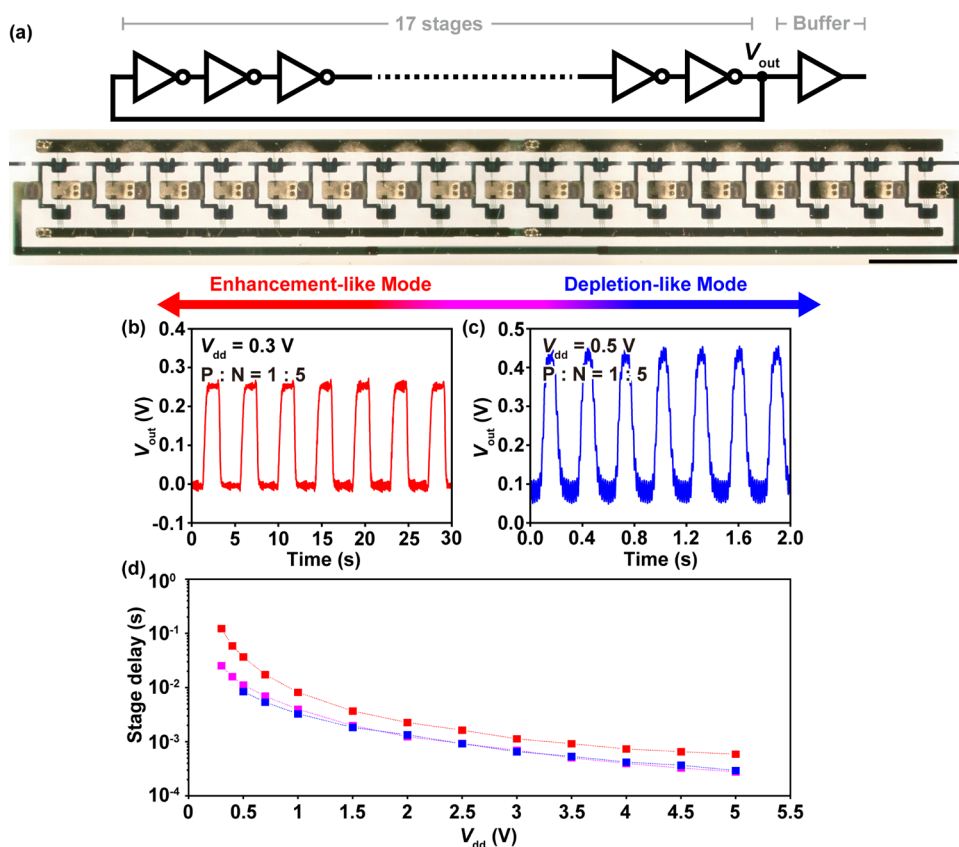 (a)
17 stages
Buffer
Vout
Enhancement-like Mode
Depletion-like Mode
(b)
Vdd = 0.3 V
P : N = 1 : 5
0.4
0.3
0.2
0.1
0.0
-0.1
Vout (V)
0 5 10 15 20 25 30
Time (s)
(c)
Vdd = 0.5 V
P : N = 1 : 5
0.5
0.4
0.3
0.2
0.1
0.0
Vout (V)
0.0 0.4 0.8 1.2 1.6 2.0
Time (s)
(d)
10^0
10^-1
10^-2
10^-3
10^-4
Stage delay (s)
0 0.5 1 1.5 2 2.5 3 3.5 4 4.5 5 5.5
Vdd (V)